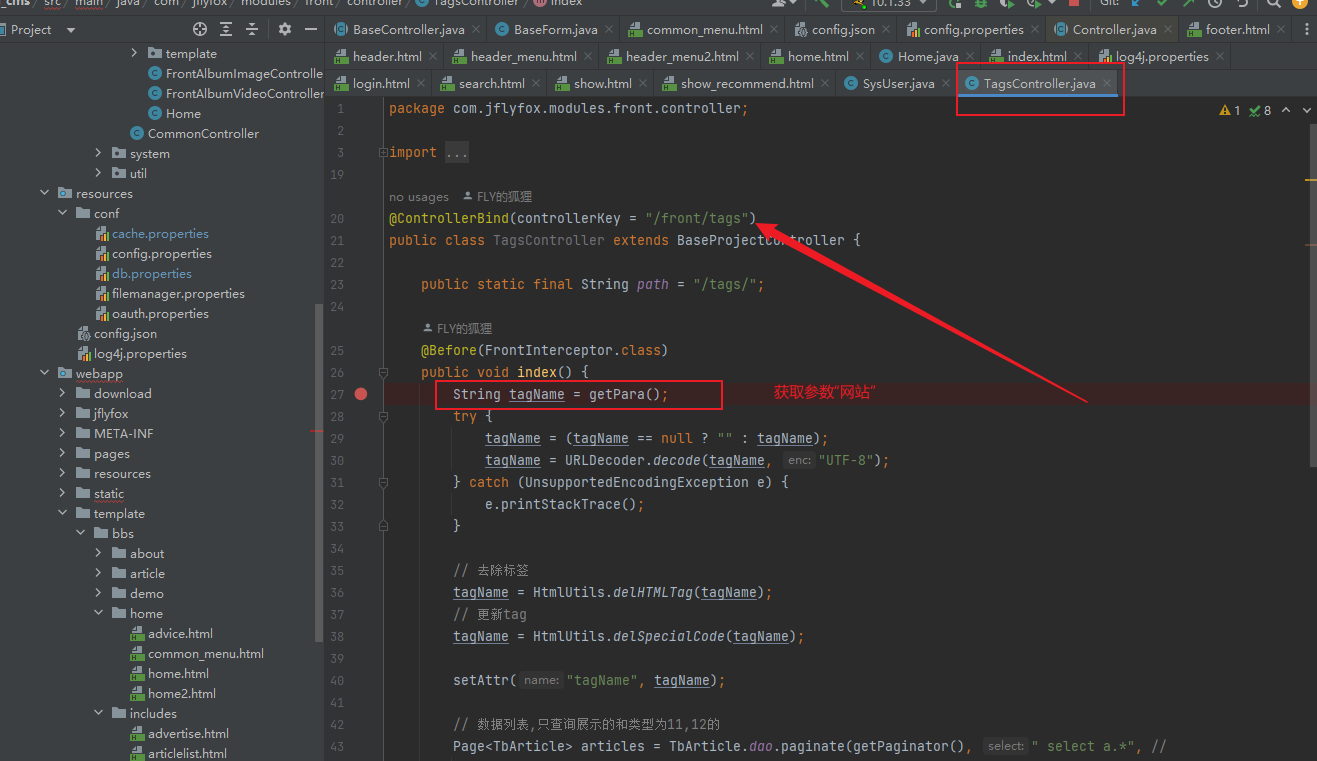 _cms › src › main › java › com › jflyfox › modules › front › controller › TagsController › index 10.1.33 Git:
Project
BaseController.java BaseForm.java common_menu.html config.json config.properties Controller.java footer.html
header.html header_menu.html header_menu2.html home.html Home.java index.html log4j.properties
login.html search.html show.html show_recommend.html SysUser.java TagsController.java
template
FrontAlbumImageControlle
FrontAlbumVideoController
Home
CommonController
system
util
resources
conf
cache.properties
config.properties
db.properties
filemanager.properties
oauth.properties
config.json
log4j.properties
webapp
download
jflyfox
META-INF
pages
resources
static
template
bbs
about
article
demo
home
advice.html
common_menu.html
home.html
home2.html
includes
advertise.html
articlelist.html
1 8
1 package com.jflyfox.modules.front.controller;
2
3 import ...
19
no usages FLY的狐狸
20 @ControllerBind(controllerKey = "/front/tags")
21 public class TagsController extends BaseProjectController {
22
23 public static final String path = "/tags/";
24
FLY的狐狸
25 @Before(FrontInterceptor.class)
26 public void index() {
27 String tagName = getPara(); 获取参数“网站”
28 try {
29 tagName = (tagName == null ? "" : tagName);
30 tagName = URLDecoder.decode(tagName, enc: "UTF-8");
31 } catch (UnsupportedEncodingException e) {
32 e.printStackTrace();
33 }
34
35 // 去除标签
36 tagName = HtmlUtils.delHTMLTag(tagName);
37 // 更新tag
38 tagName = HtmlUtils.delSpecialCode(tagName);
39
40 setAttr( name: "tagName", tagName);
41
42 // 数据列表,只查询展示的和类型为11,12的
43 Page<TbArticle> articles = TbArticle.dao.paginate(getPaginator(), select: " select a.*", //